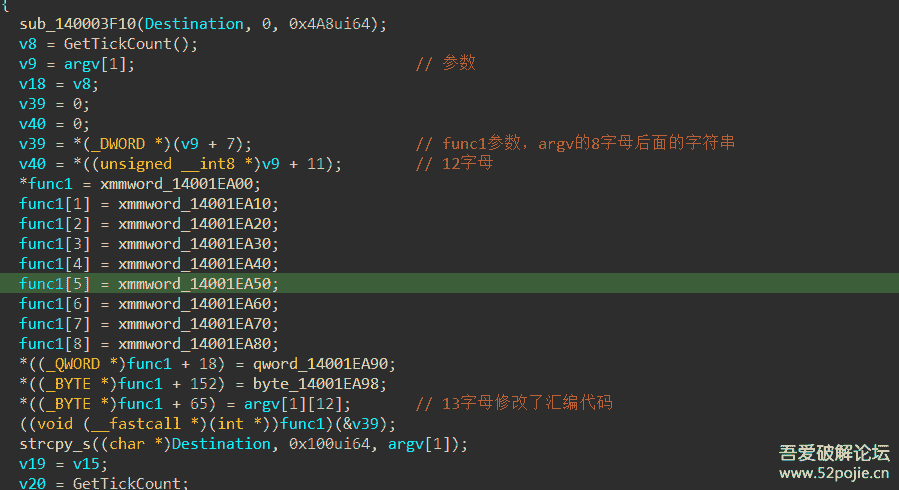 {
sub_140003F10(Destination, 0, 0x4A8ui64);
v8 = GetTickCount();
v9 = argv[1]; // 参数
v18 = v8;
v39 = 0;
v40 = 0;
v39 = *(_DWORD *)(v9 + 7); // func1参数，argv的8字母后面的字符串
v40 = *((unsigned __int8 *)v9 + 11); // 12字母
*func1 = xmmword_14001EA00;
func1[1] = xmmword_14001EA10;
func1[2] = xmmword_14001EA20;
func1[3] = xmmword_14001EA30;
func1[4] = xmmword_14001EA40;
func1[5] = xmmword_14001EA50;
func1[6] = xmmword_14001EA60;
func1[7] = xmmword_14001EA70;
func1[8] = xmmword_14001EA80;
*((_QWORD *)func1 + 18) = qword_14001EA90;
*((_BYTE *)func1 + 152) = byte_14001EA98;
*((_BYTE *)func1 + 65) = argv[1][12]; // 13字母修改了汇编代码
((void (__fastcall *)(int *))func1)(&v39);
strcpy_s((char *)Destination, 0x100ui64, argv[1]);
v19 = v15;
v20 = GetTickCount;
吾爱破解论坛
www.52pojie.cn